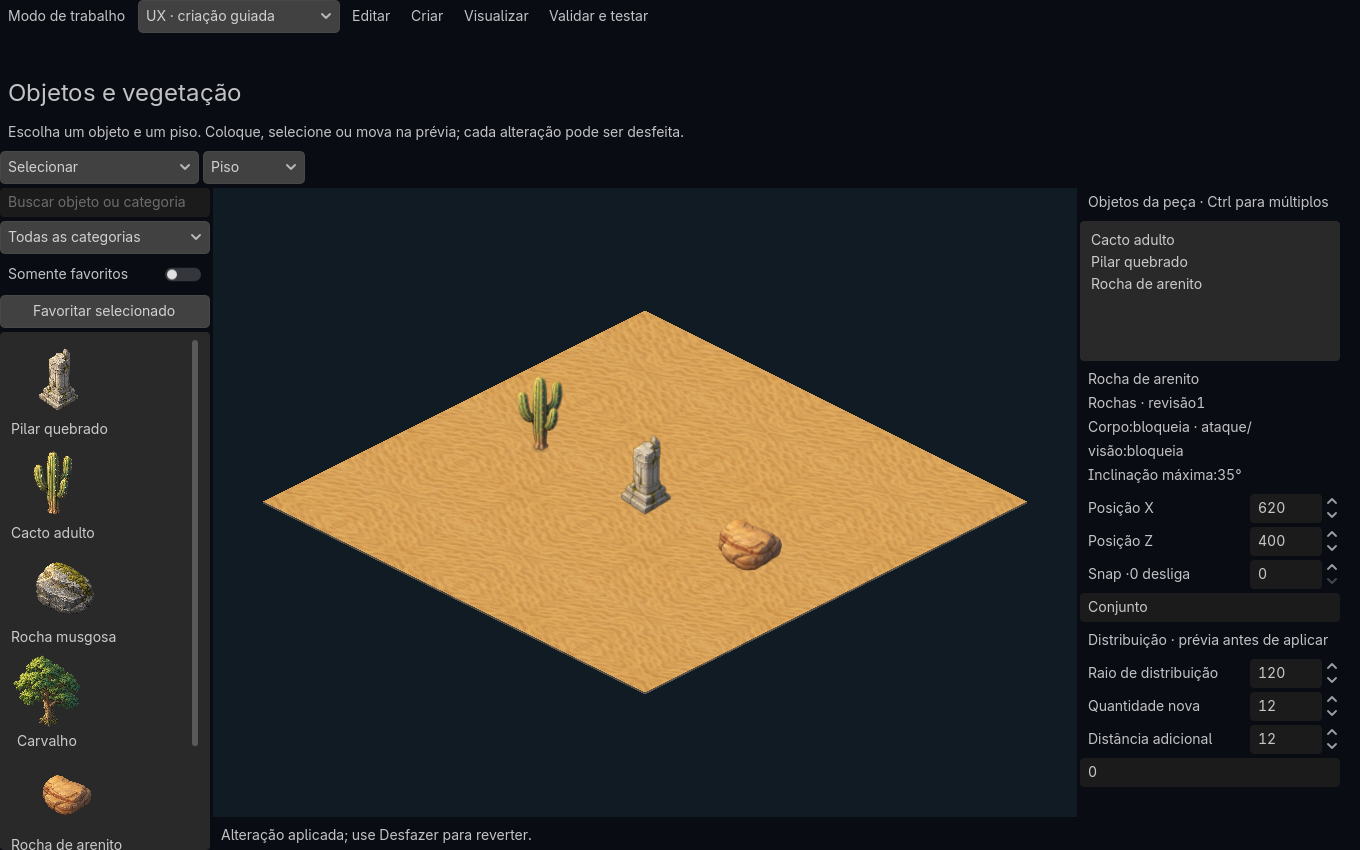 Modo de trabalho
UX · criação guiada
Editar
Criar
Visualizar
Validar e testar
Objetos e vegetação
Escolha um objeto e um piso. Coloque, selecione ou mova na prévia; cada alteração pode ser desfeita.
Selecionar
Piso
Buscar objeto ou categoria
Todas as categorias
Somente favoritos
Favoritar selecionado
Pilar quebrado
Cacto adulto
Rocha musgosa
Carvalho
Rocha de arenito
Alteração aplicada; use Desfazer para reverter.
Objetos da peça · Ctrl para múltiplos
Cacto adulto
Pilar quebrado
Rocha de arenito
Rocha de arenito
Rochas · revisão1
Corpo:bloqueia · ataque/
visão:bloqueia
Inclinação máxima:35°
Posição X 620
Posição Z 400
Snap ·0 desliga 0
Conjunto
Distribuição · prévia antes de aplicar
Raio de distribuição 120
Quantidade nova 12
Distância adicional 12
0